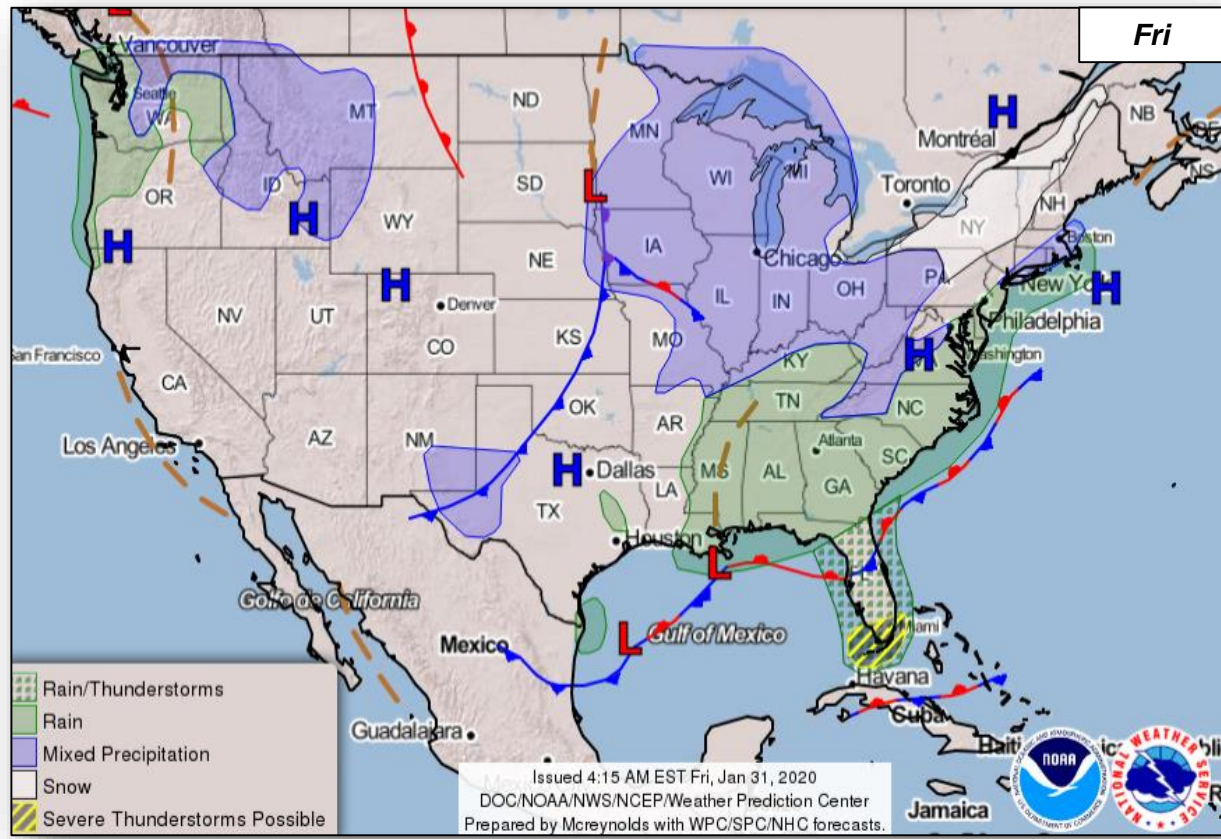 Fri
L
Vancouver
Seattle
WA
MT
ND
MN
Montréal
H
NB
NS
OR
ID
H
H
SD
L
WI
MI
Toronto
NH
NY
Boston
WY
NE
IA
Chicago
PA
New Yo
H
H
Denver
NV
UT
CO
KS
MO
IL
IN
OH
Philadelphia
San Francisco
CA
KY
H
Washington
AZ
NM
OK
AR
TN
NC
Los Angeles
Atlanta
SC
H
Dallas
TX
LA
MS
AL
GA
Houston
L
Golfo de California
Mexico
L
Gulf of Mexico
Miami
Havana
Cuba
Guadalajara
Jamaica
Rain/Thunderstorms
Rain
Mixed Precipitation
Snow
Severe Thunderstorms Possible
Issued 4:15 AM EST Fri, Jan 31, 2020
DOC/NOAA/NWS/NCEP/Weather Prediction Center
Prepared by Mcreynolds with WPC/SPC/NHC forecasts.
NOAA
NATIONAL WEATHER SERVICE